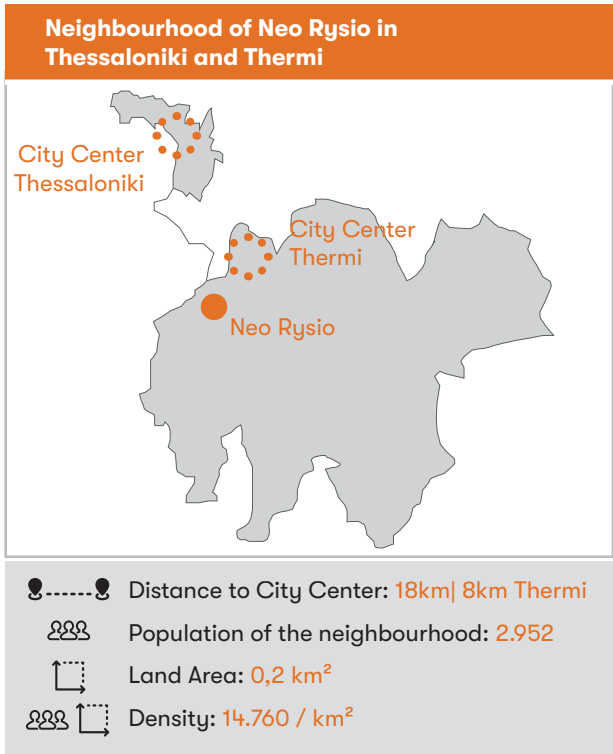 Neighbourhood of Neo Rysio in
Thessaloniki and Thermi
City Center
Thessaloniki
City Center
Thermi
Neo Rysio
Distance to City Center: 18km| 8km Thermi
Population of the neighbourhood: 2.952
Land Area: 0,2 km²
Density: 14.760 / km²